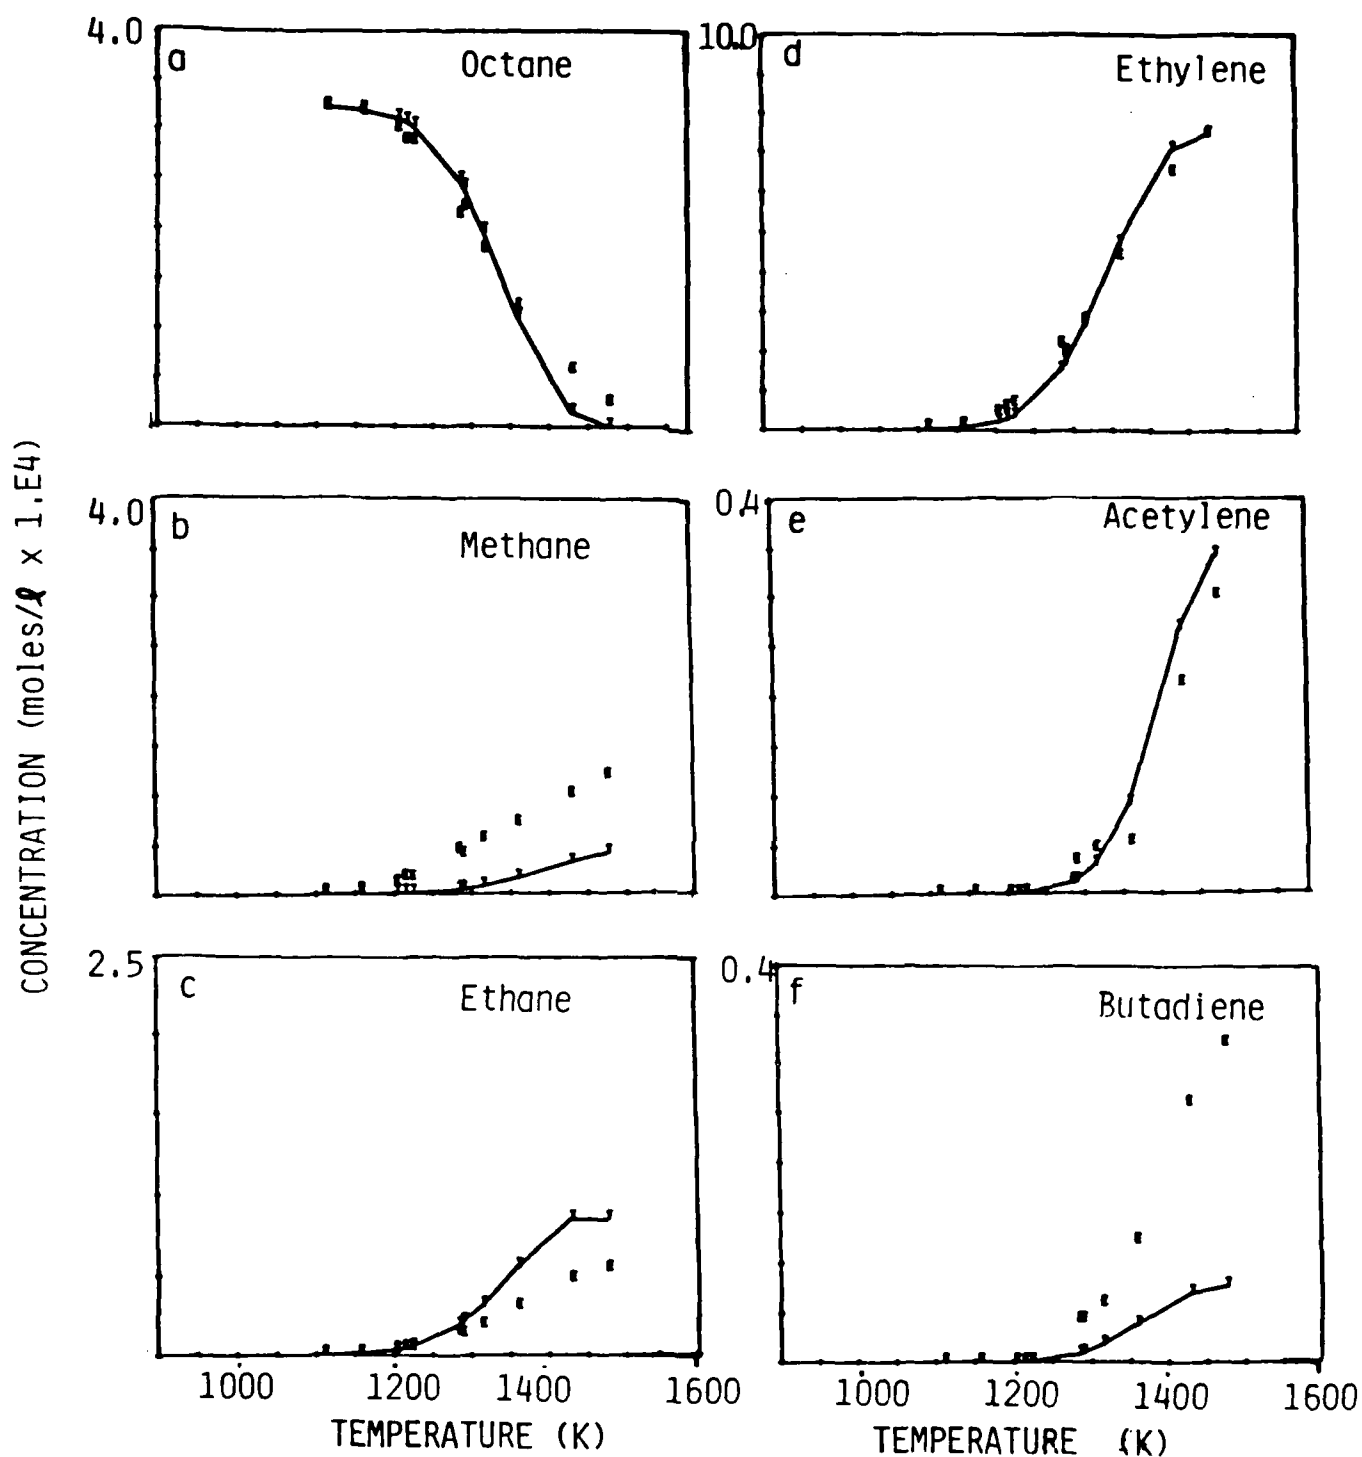 4.0
a
Octane
10.0
d
Ethylene
4.0
b
Methane
0.4
e
Acetylene
2.5
c
Ethane
0.4
f
Butadiene
CONCENTRATION (moles/ℓ x 1.E4)
1000 1200 1400 1600
TEMPERATURE (K)
1000 1200 1400 1600
TEMPERATURE (K)